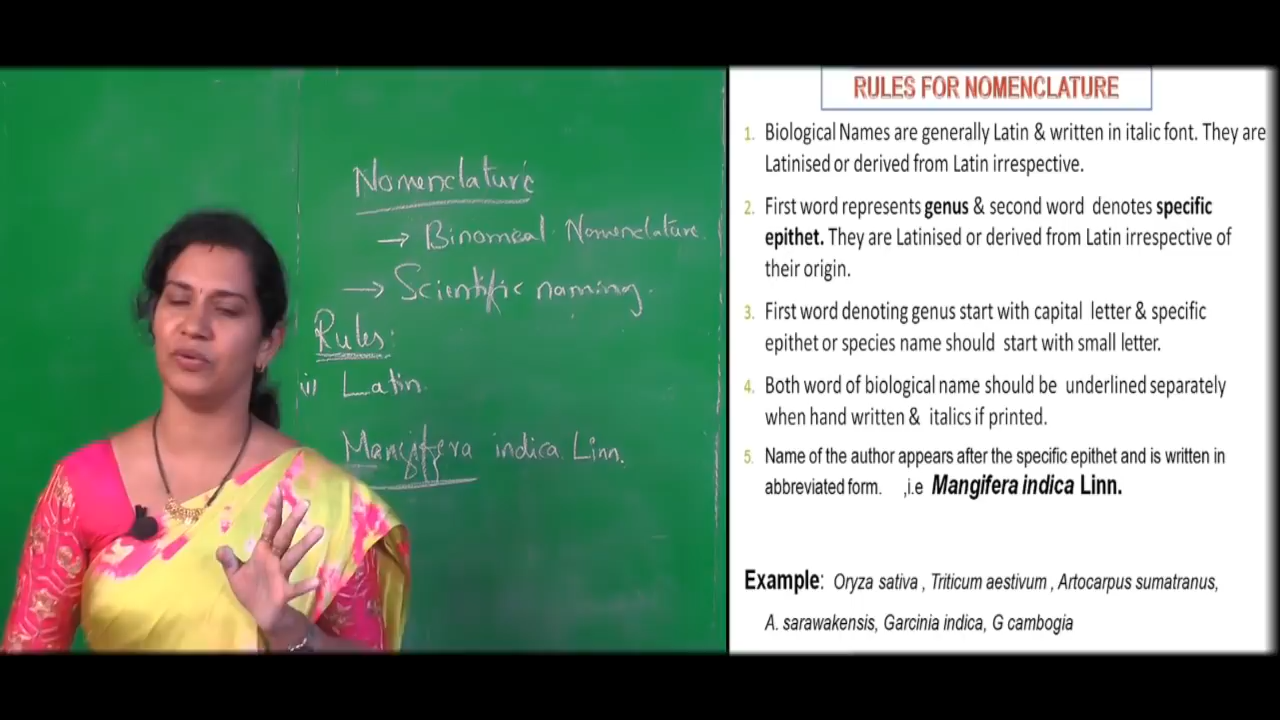 Nomenclature
→ Binomical Nomenclature.
→ Scientific naming.
Rules:
i) Latin.
Mangifera indica Linn.
RULES FOR NOMENCLATURE
1. Biological Names are generally Latin & written in italic font. They are
Latinised or derived from Latin irrespective.
2. First word represents genus & second word denotes specific
epithet. They are Latinised or derived from Latin irrespective of
their origin.
3. First word denoting genus start with capital letter & specific
epithet or species name should start with small letter.
4. Both word of biological name should be underlined separately
when hand written & italics if printed.
5. Name of the author appears after the specific epithet and is written in
abbreviated form. ,i.e Mangifera indica Linn.
Example: Oryza sativa , Triticum aestivum , Artocarpus sumatranus,
A. sarawakensis, Garcinia indica, G cambogia